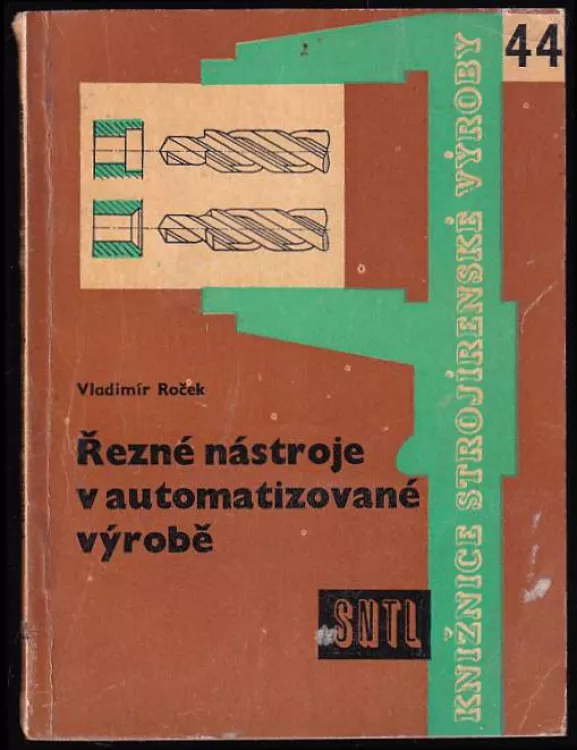 44
KNIŽNICE STROJÍRENSKÉ VÝROBY
Vladimír Roček
Řezné nástroje
v automatizované
výrobě
SNTL